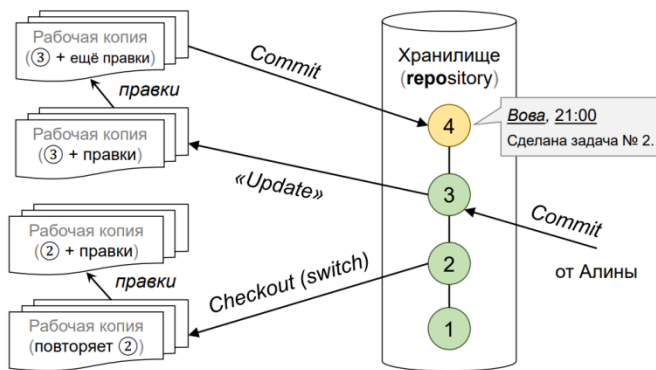 Рабочая копия
(③ + ещё правки)
правки
Рабочая копия
(③ + правки)
Рабочая копия
(② + правки)
правки
Рабочая копия
(повторяет ②)
Commit
«Update»
Checkout (switch)
Хранилище
(repository)
4
3
2
1
Вова, 21:00
Сделана задача № 2.
Commit
от Алины